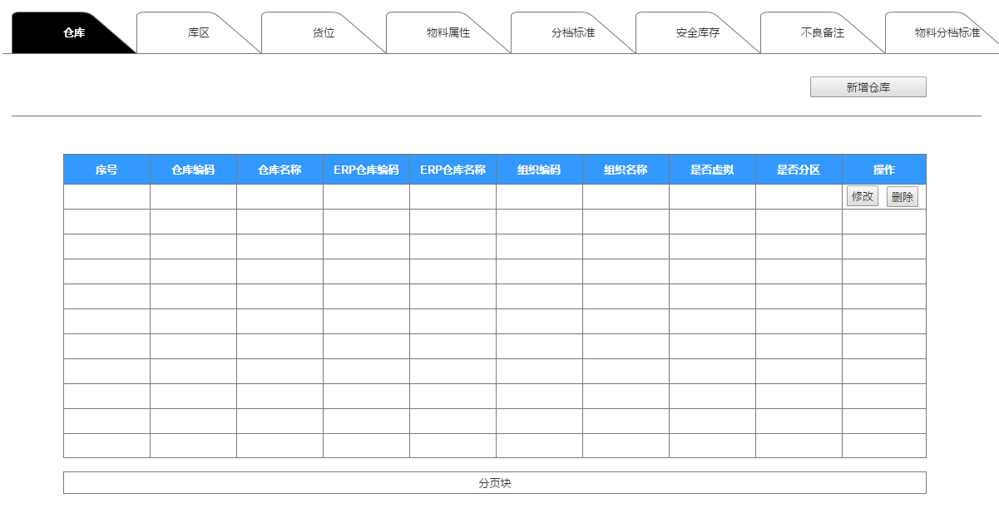 仓库 库区 货位 物料属性 分档标准 安全库存 不良备注 物料分档标准
新增仓库
序号 仓库编码 仓库名称 ERP仓库编码 ERP仓库名称 组织编码 组织名称 是否虚拟 是否分区 操作
修改 删除
分页块